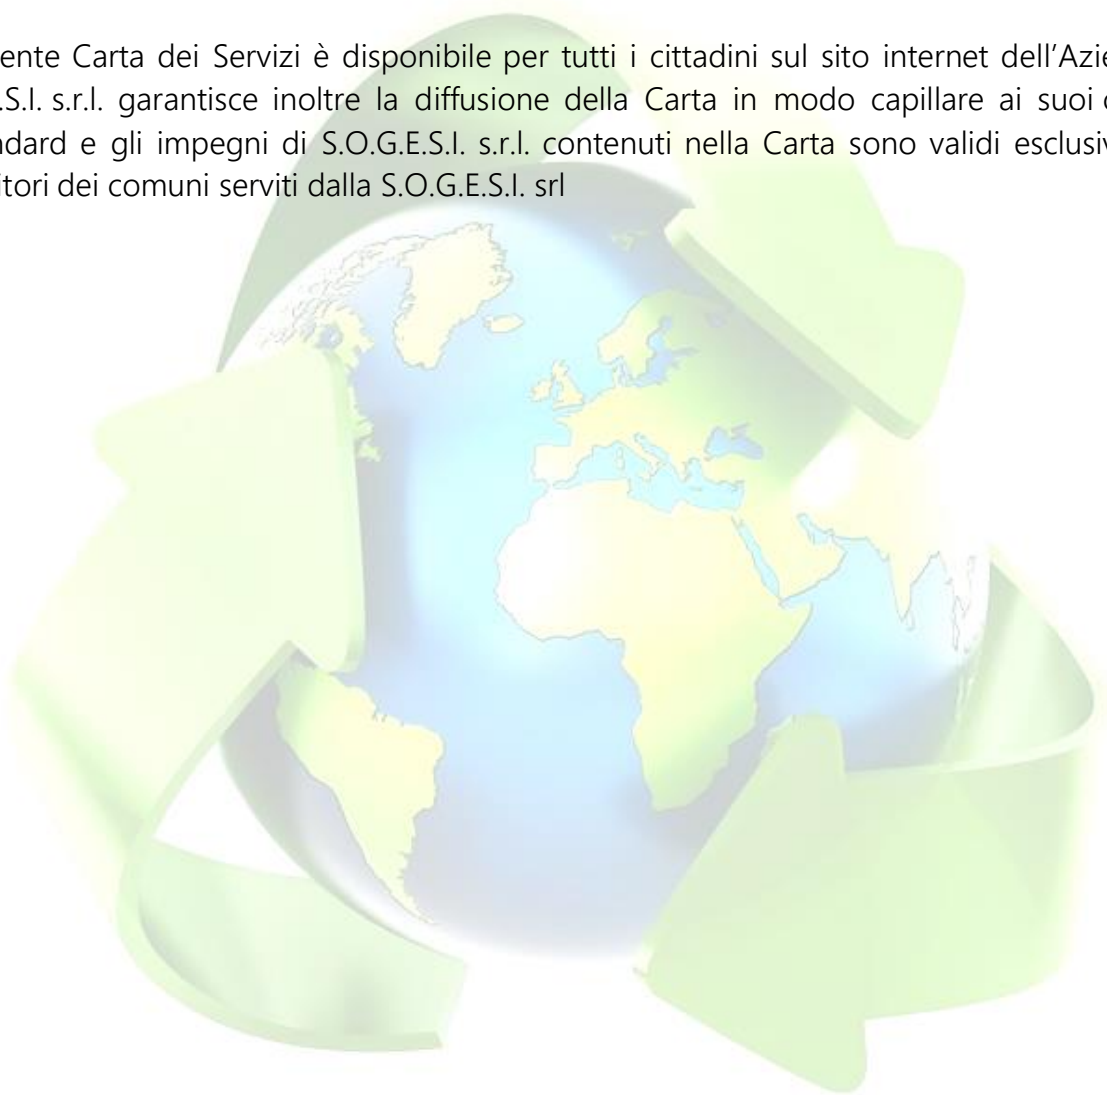 ente Carta dei Servizi è disponibile per tutti i cittadini sul sito internet dell’Azie
.S.I. s.r.l. garantisce inoltre la diffusione della Carta in modo capillare ai suoi
ndard e gli impegni di S.O.G.E.S.I. s.r.l. contenuti nella Carta sono validi esclusiv
itori dei comuni serviti dalla S.O.G.E.S.I. srl